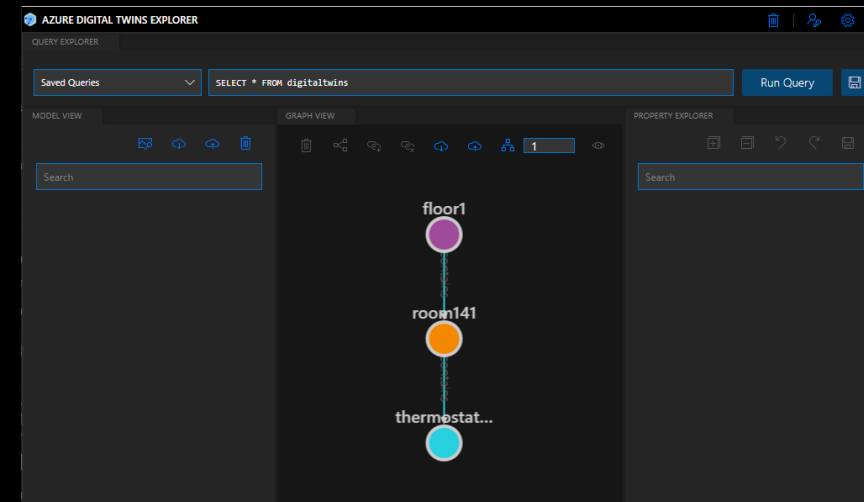 AZURE DIGITAL TWINS EXPLORER
QUERY EXPLORER
Saved Queries
SELECT * FROM digitaltwins
Run Query
MODEL VIEW
GRAPH VIEW
PROPERTY EXPLORER
1
Search
Search
floor1
room141
thermostat...